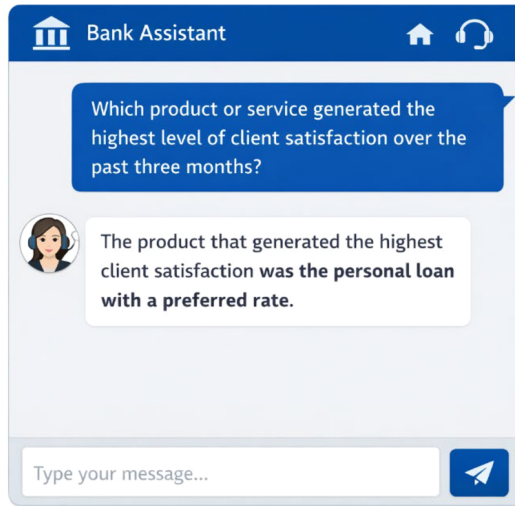 Bank Assistant
Which product or service generated the
highest level of client satisfaction over the
past three months?
The product that generated the highest
client satisfaction was the personal loan
with a preferred rate.
Type your message...